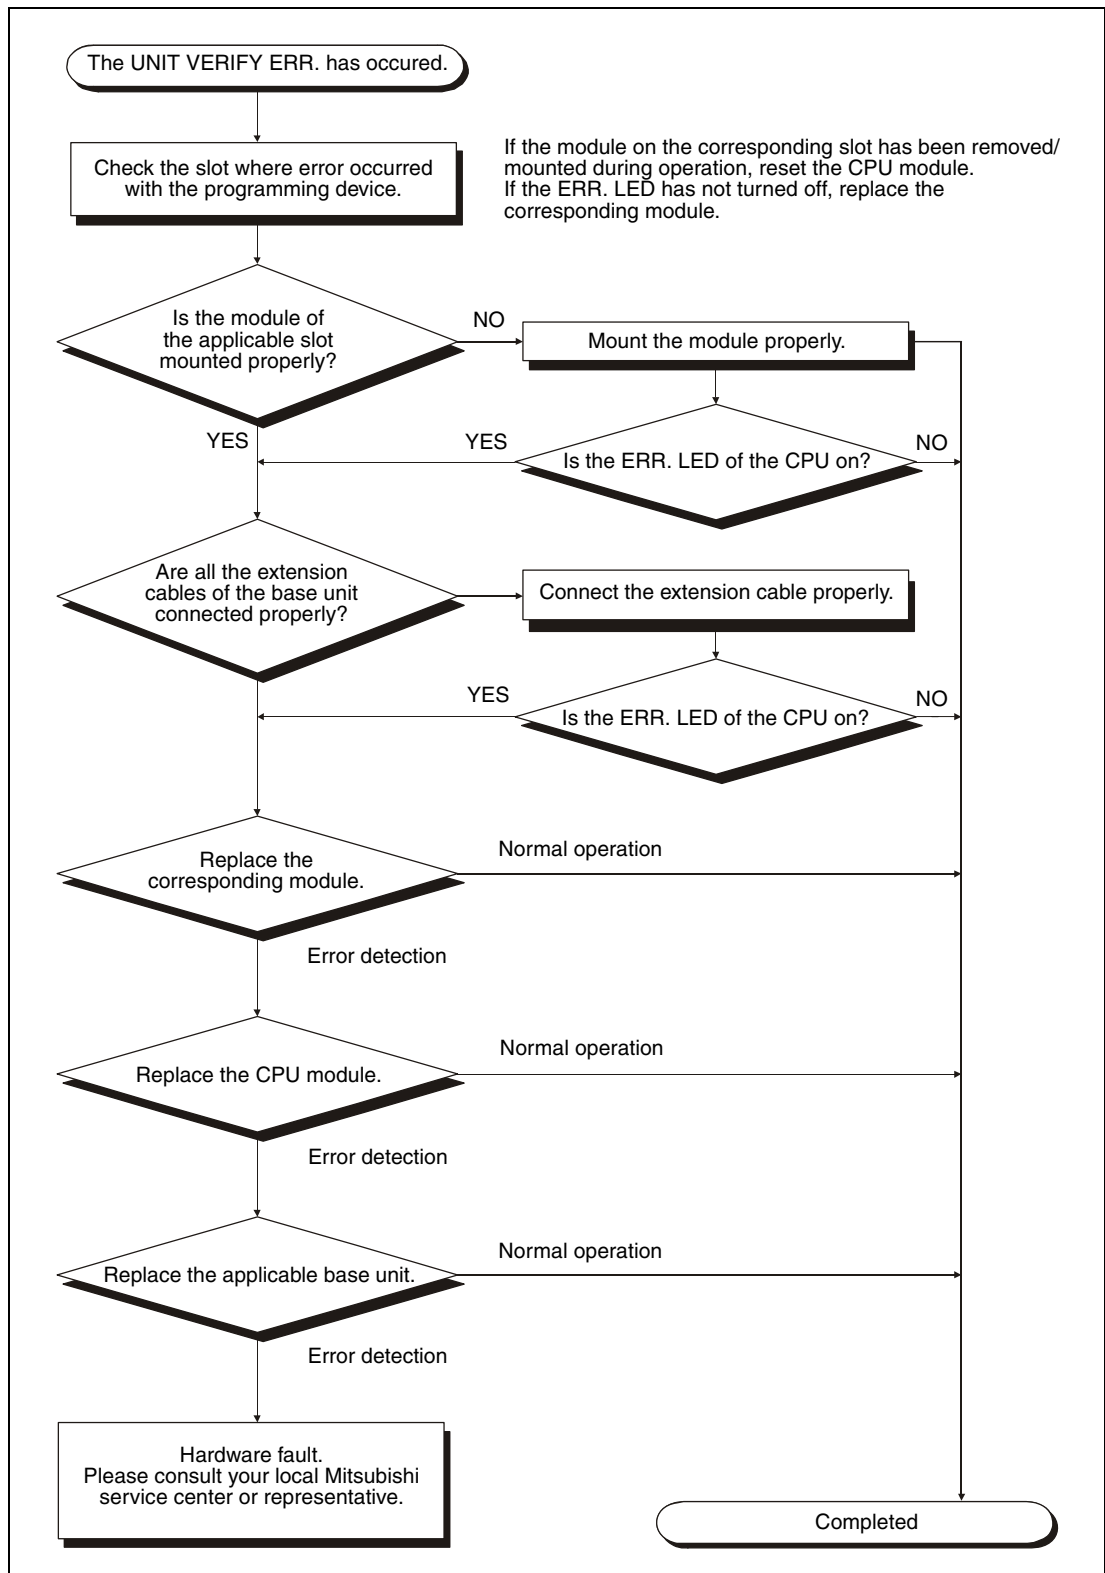 The UNIT VERIFY ERR. has occured.
Check the slot where error occurred
with the programming device.
If the module on the corresponding slot has been removed/
mounted during operation, reset the CPU module.
If the ERR. LED has not turned off, replace the
corresponding module.
Is the module of
the applicable slot
mounted properly?
NO
Mount the module properly.
YES
YES
Is the ERR. LED of the CPU on?
NO
Are all the extension
cables of the base unit
connected properly?
Connect the extension cable properly.
YES
Is the ERR. LED of the CPU on?
NO
Replace the
corresponding module.
Normal operation
Error detection
Replace the CPU module.
Normal operation
Error detection
Replace the applicable base unit.
Normal operation
Error detection
Hardware fault.
Please consult your local Mitsubishi
service center or representative.
Completed